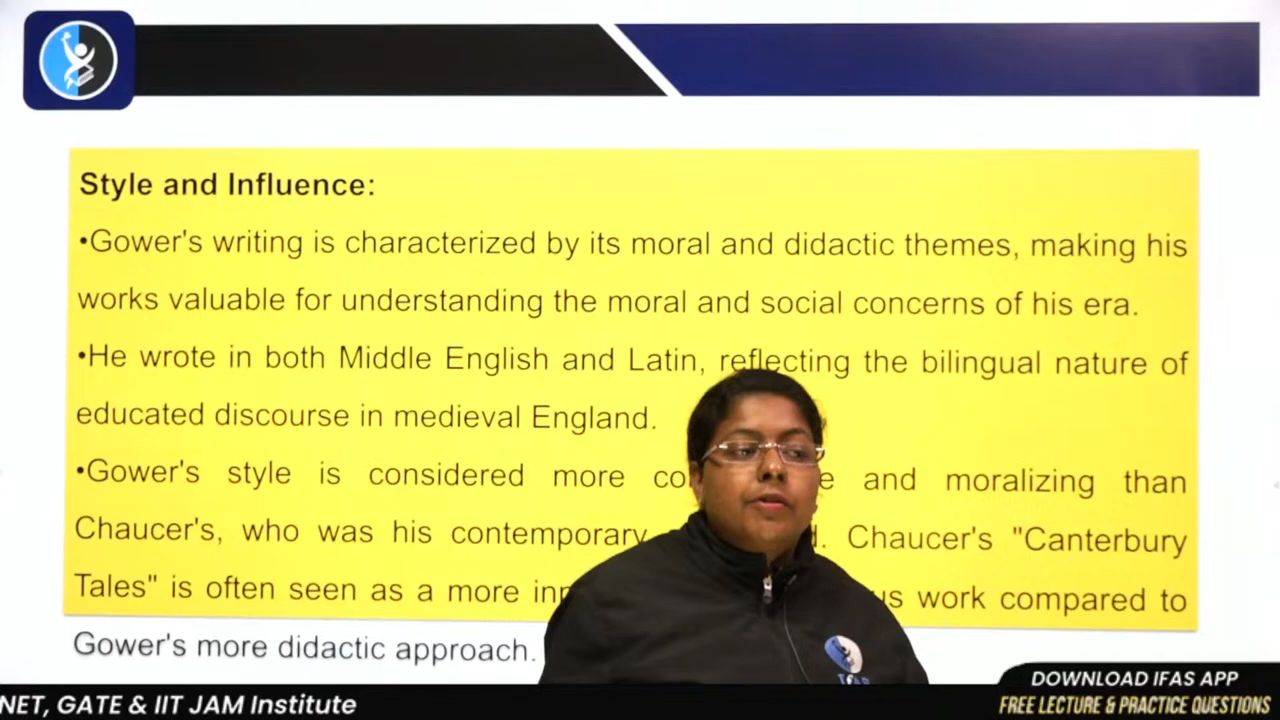 Style and Influence:
•Gower's writing is characterized by its moral and didactic themes, making his
works valuable for understanding the moral and social concerns of his era.
•He wrote in both Middle English and Latin, reflecting the bilingual nature of
educated discourse in medieval England.
•Gower's style is considered more and moralizing than
Chaucer's, who was his contemporary Chaucer's "Canterbury
Tales" is often seen as a more work compared to
Gower's more didactic approach.
NET, GATE & IIT JAM Institute
DOWNLOAD IFAS APP
FREE LECTURE & PRACTICE QUESTIONS